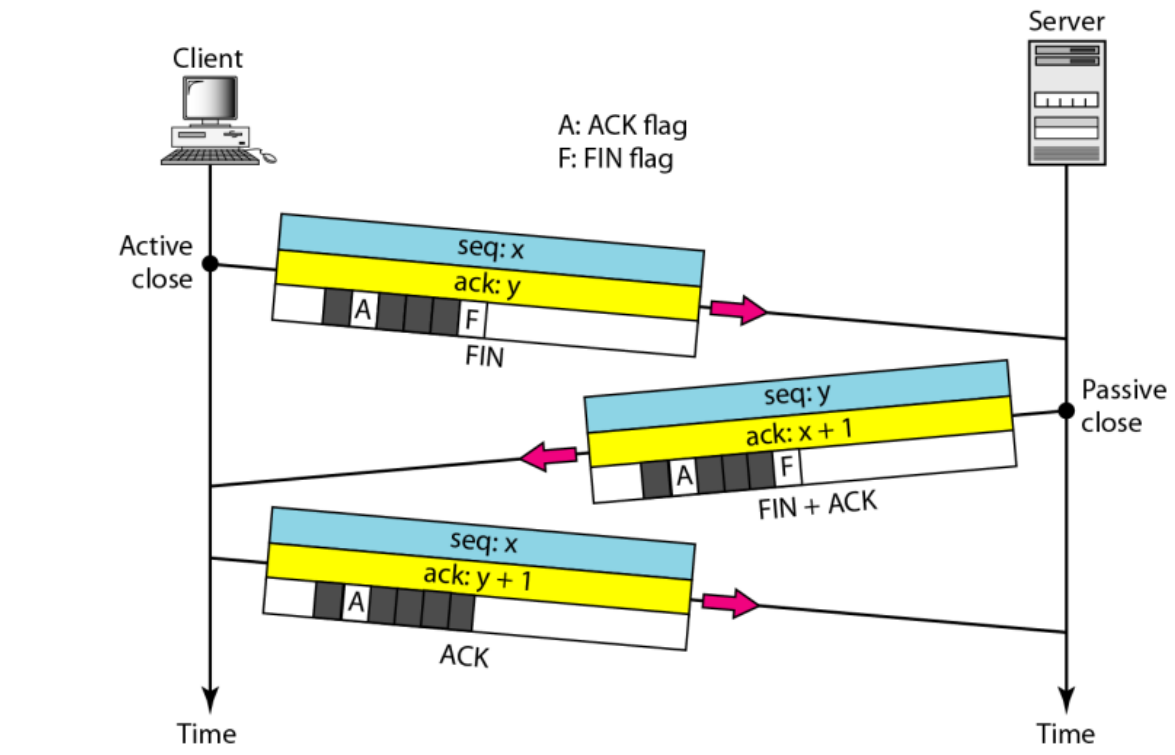 Server
Client
A: ACK flag
F: FIN flag
Active
close
seq: x
ack: y
A
F
FIN
Passive
close
seq: y
ack: x + 1
A
F
FIN + ACK
seq: x
ack: y + 1
A
ACK
Time
Time